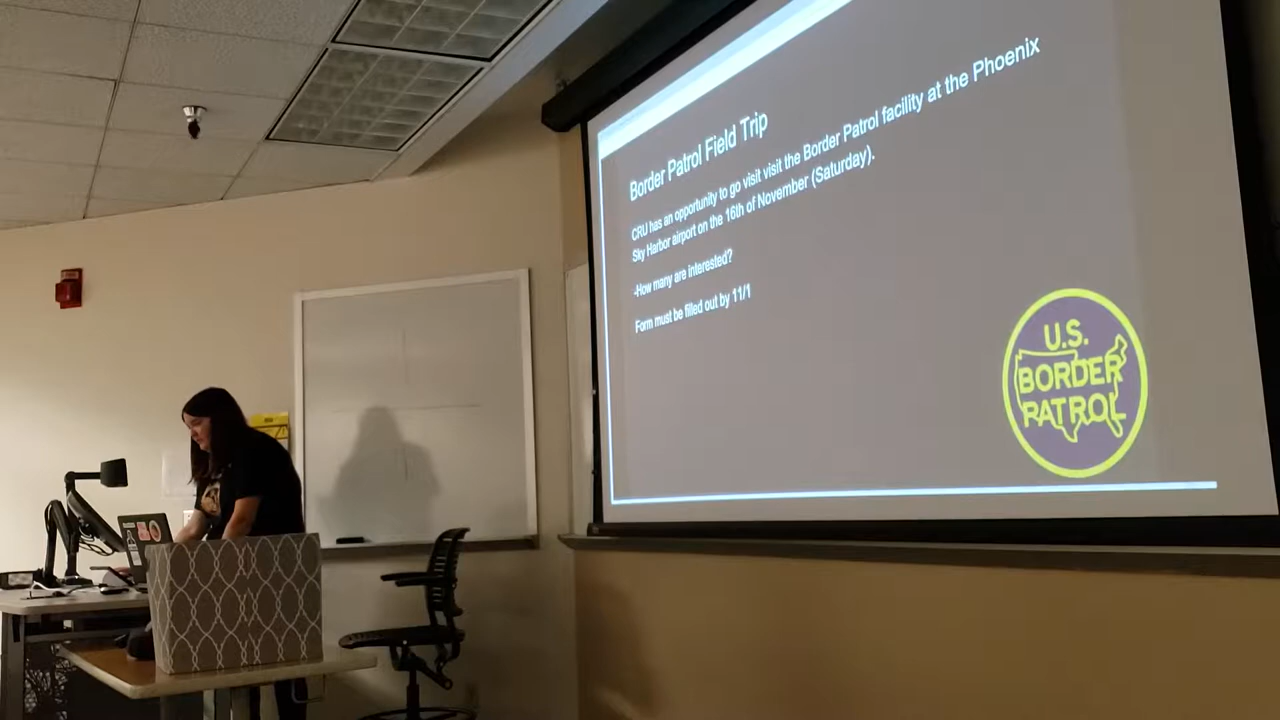 Border Patrol Field Trip
CRU has an opportunity to go visit visit the Border Patrol facility at the Phoenix
Sky Harbor airport on the 16th of November (Saturday).
-How many are interested?
Form must be filled out by 11/1
U.S.
BORDER
PATROL